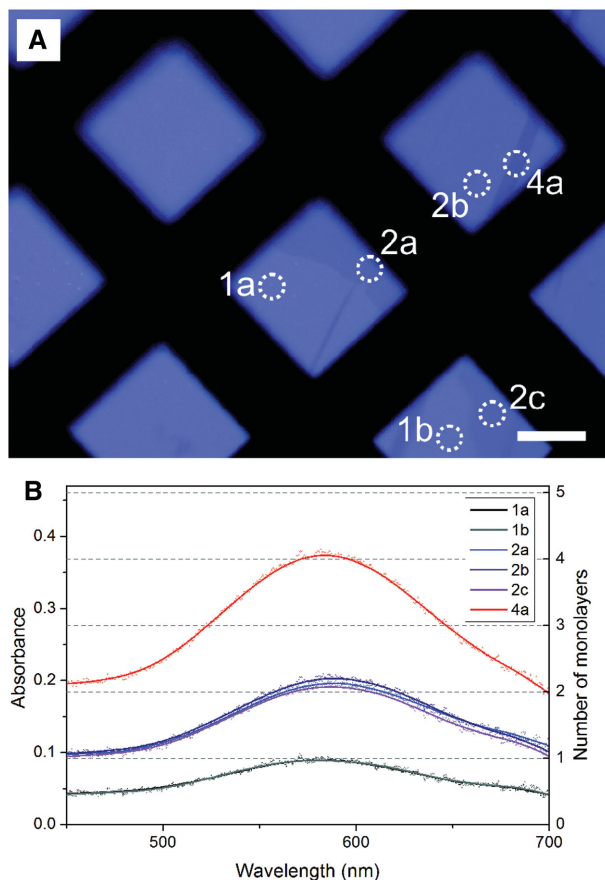 A
4a
2b
2a
1a
2c
1b
B
5
0.4
4
0.3
3
0.2
2
0.1
1
0.0
0
500
600
700
Absorbance
Number of monolayers
Wavelength (nm)
1a
1b
2a
2b
2c
4a